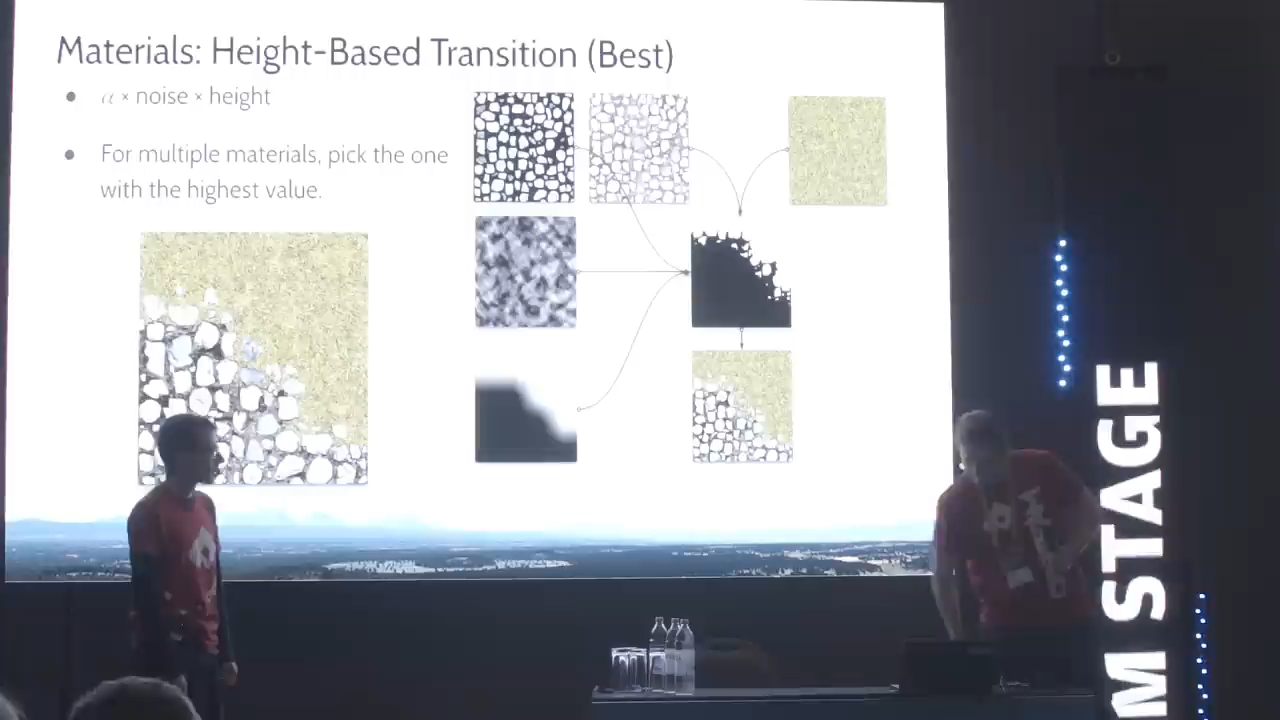 Materials: Height-Based Transition (Best)
α × noise × height
For multiple materials, pick the one
with the highest value.
M STAGE